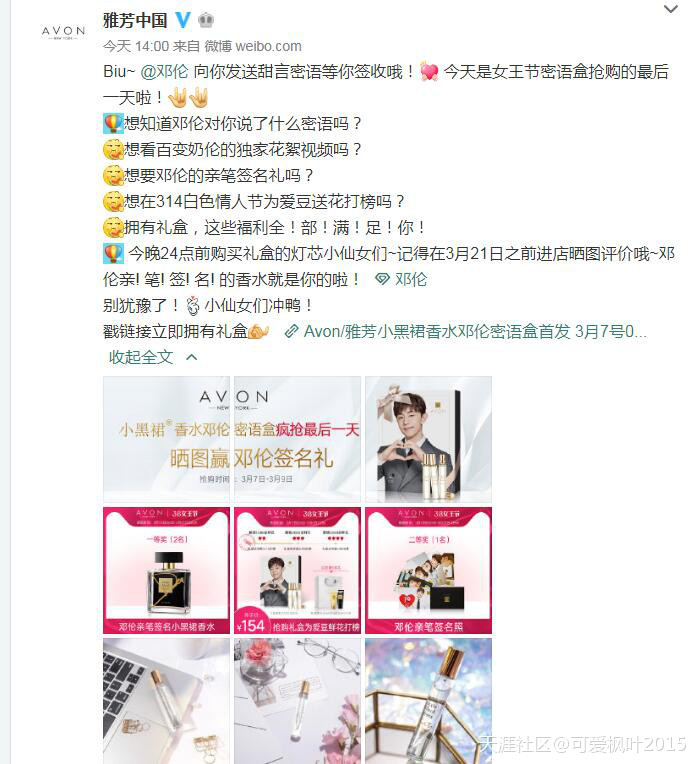 AVON
NEW YORK
雅芳中国
今天 14:00 来自 微博 weibo.com
Biu~ @邓伦 向你发送甜言密语等你签收哦！ 今天是女王节密语盒抢购的最后
一天啦！
想知道邓伦对你说了什么密语吗？
想看百变奶伦的独家花絮视频吗？
想要邓伦的亲笔签名礼吗？
想在314白色情人节为爱豆送花打榜吗？
拥有礼盒，这些福利全！部！满！足！你！
今晚24点前购买礼盒的灯芯小仙女们~记得在3月21日之前进店晒图评价哦~邓
伦亲! 笔! 签! 名! 的香水就是你的啦！ 邓伦
别犹豫了！ 小仙女们冲鸭！
戳链接立即拥有礼盒 Avon/雅芳小黑裙香水邓伦密语盒首发 3月7号0...
收起全文
AVON
NEW YORK
小黑裙®香水邓伦密语盒疯抢最后一天
晒图赢邓伦签名礼
抢购时间：3月7日-3月9日
AVON 38女王节
一等奖（2名）
邓伦亲笔签名小黑裙香水
AVON 38女王节
¥154
抢购礼盒为爱豆鲜花打榜
AVON 38女王节
二等奖（1名）
邓伦亲笔签名照
天涯社区@可爱枫叶2015